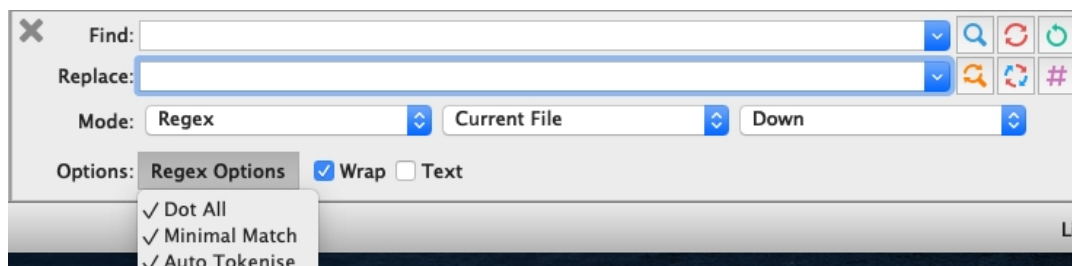 Find:
Replace:
Mode: Regex Current File Down
Options: Regex Options Wrap Text
Dot All
Minimal Match
Auto Tokenise